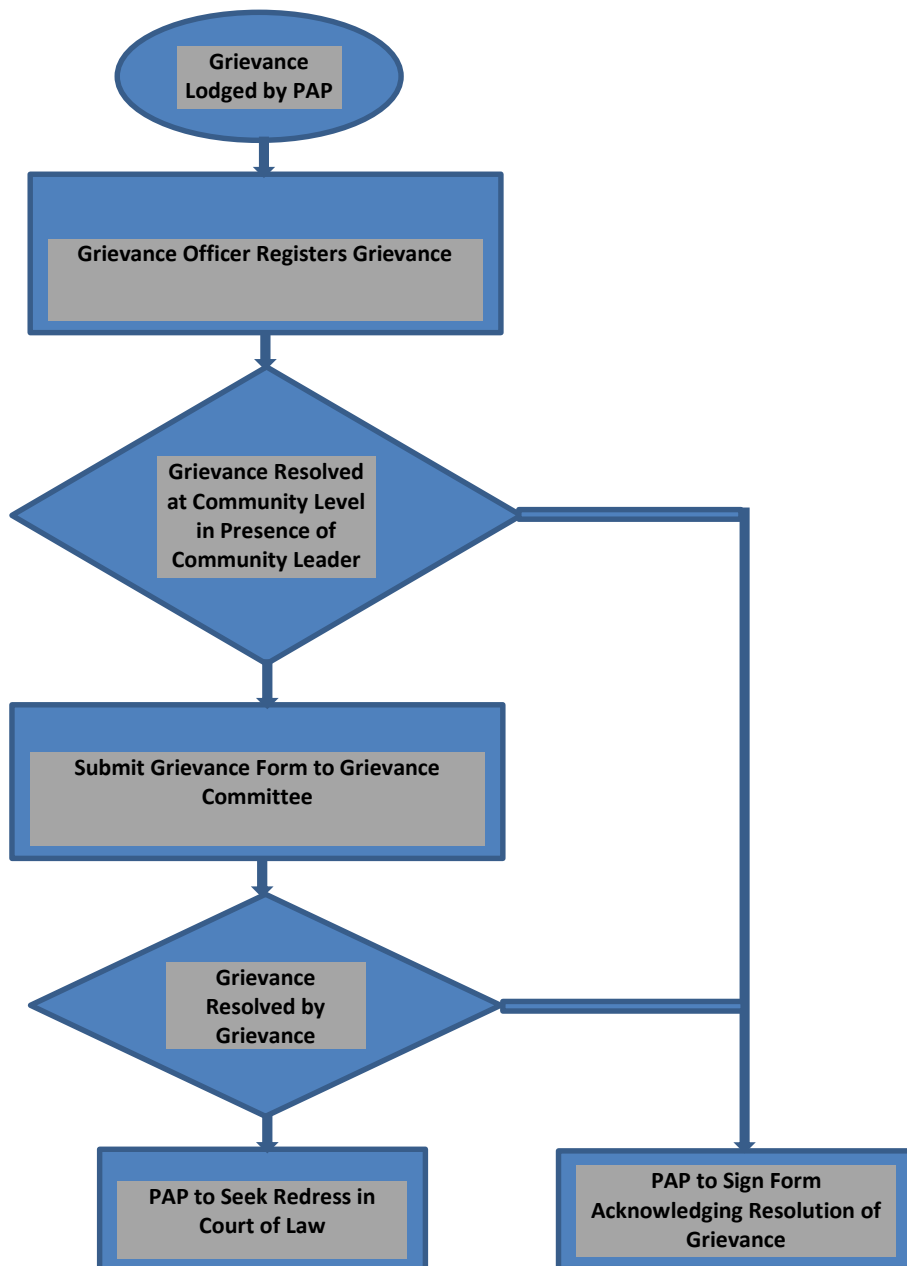 Grievance
Lodged by PAP
Grievance Officer Registers Grievance
Grievance Resolved
at Community Level
in Presence of
Community Leader
Submit Grievance Form to Grievance
Committee
Grievance
Resolved by
Grievance
PAP to Seek Redress in
Court of Law
PAP to Sign Form
Acknowledging Resolution of
Grievance